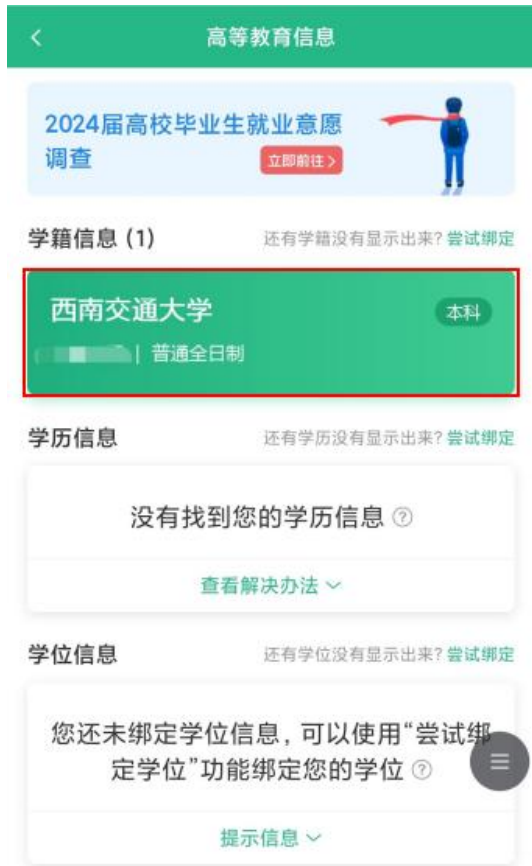 高等教育信息
2024届高校毕业生就业意愿
调查
立即前往>
学籍信息 (1)
还有学籍没有显示出来?尝试绑定
西南交通大学
本科
| 普通全日制
学历信息
还有学历没有显示出来?尝试绑定
没有找到您的学历信息
查看解决办法
学位信息
还有学位没有显示出来?尝试绑定
您还未绑定学位信息，可以使用“尝试绑
定学位”功能绑定您的学位
提示信息